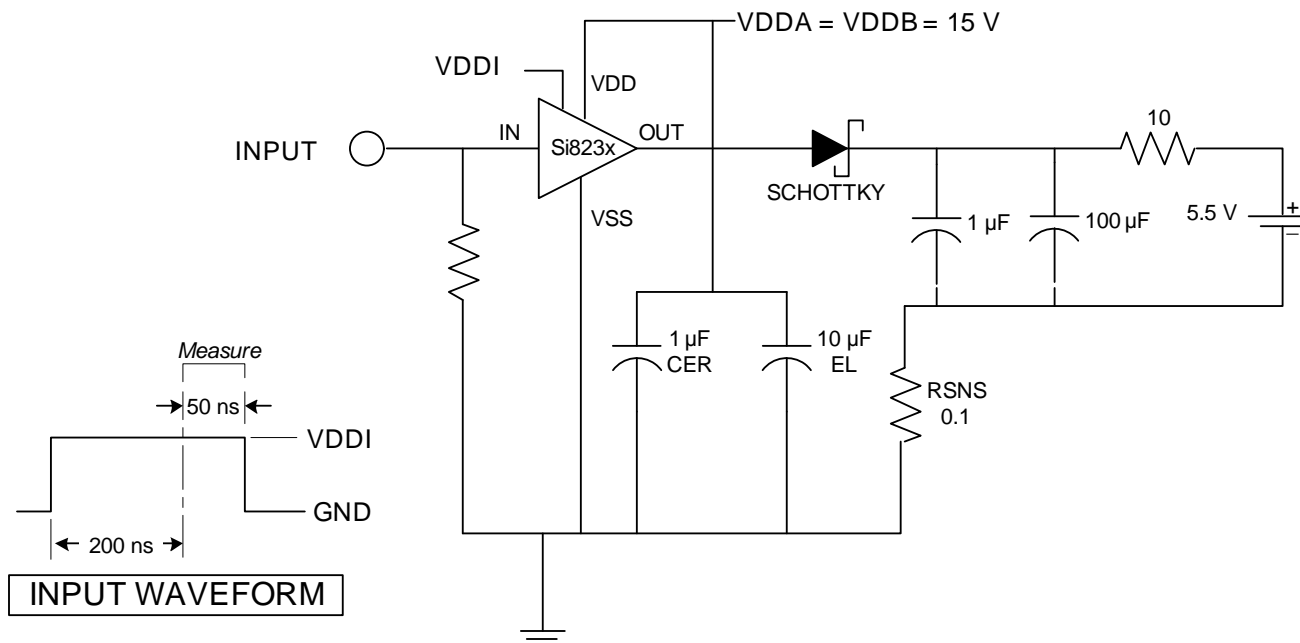 VDDA = VDDB = 15 V
VDDI
VDD
10
INPUT
IN
Si823x
OUT
SCHOTTKY
VSS
1 µF
100 µF
5.5 V
+
–
1 µF
CER
10 µF
EL
RSNS
0.1
Measure
50 ns
VDDI
GND
200 ns
INPUT WAVEFORM